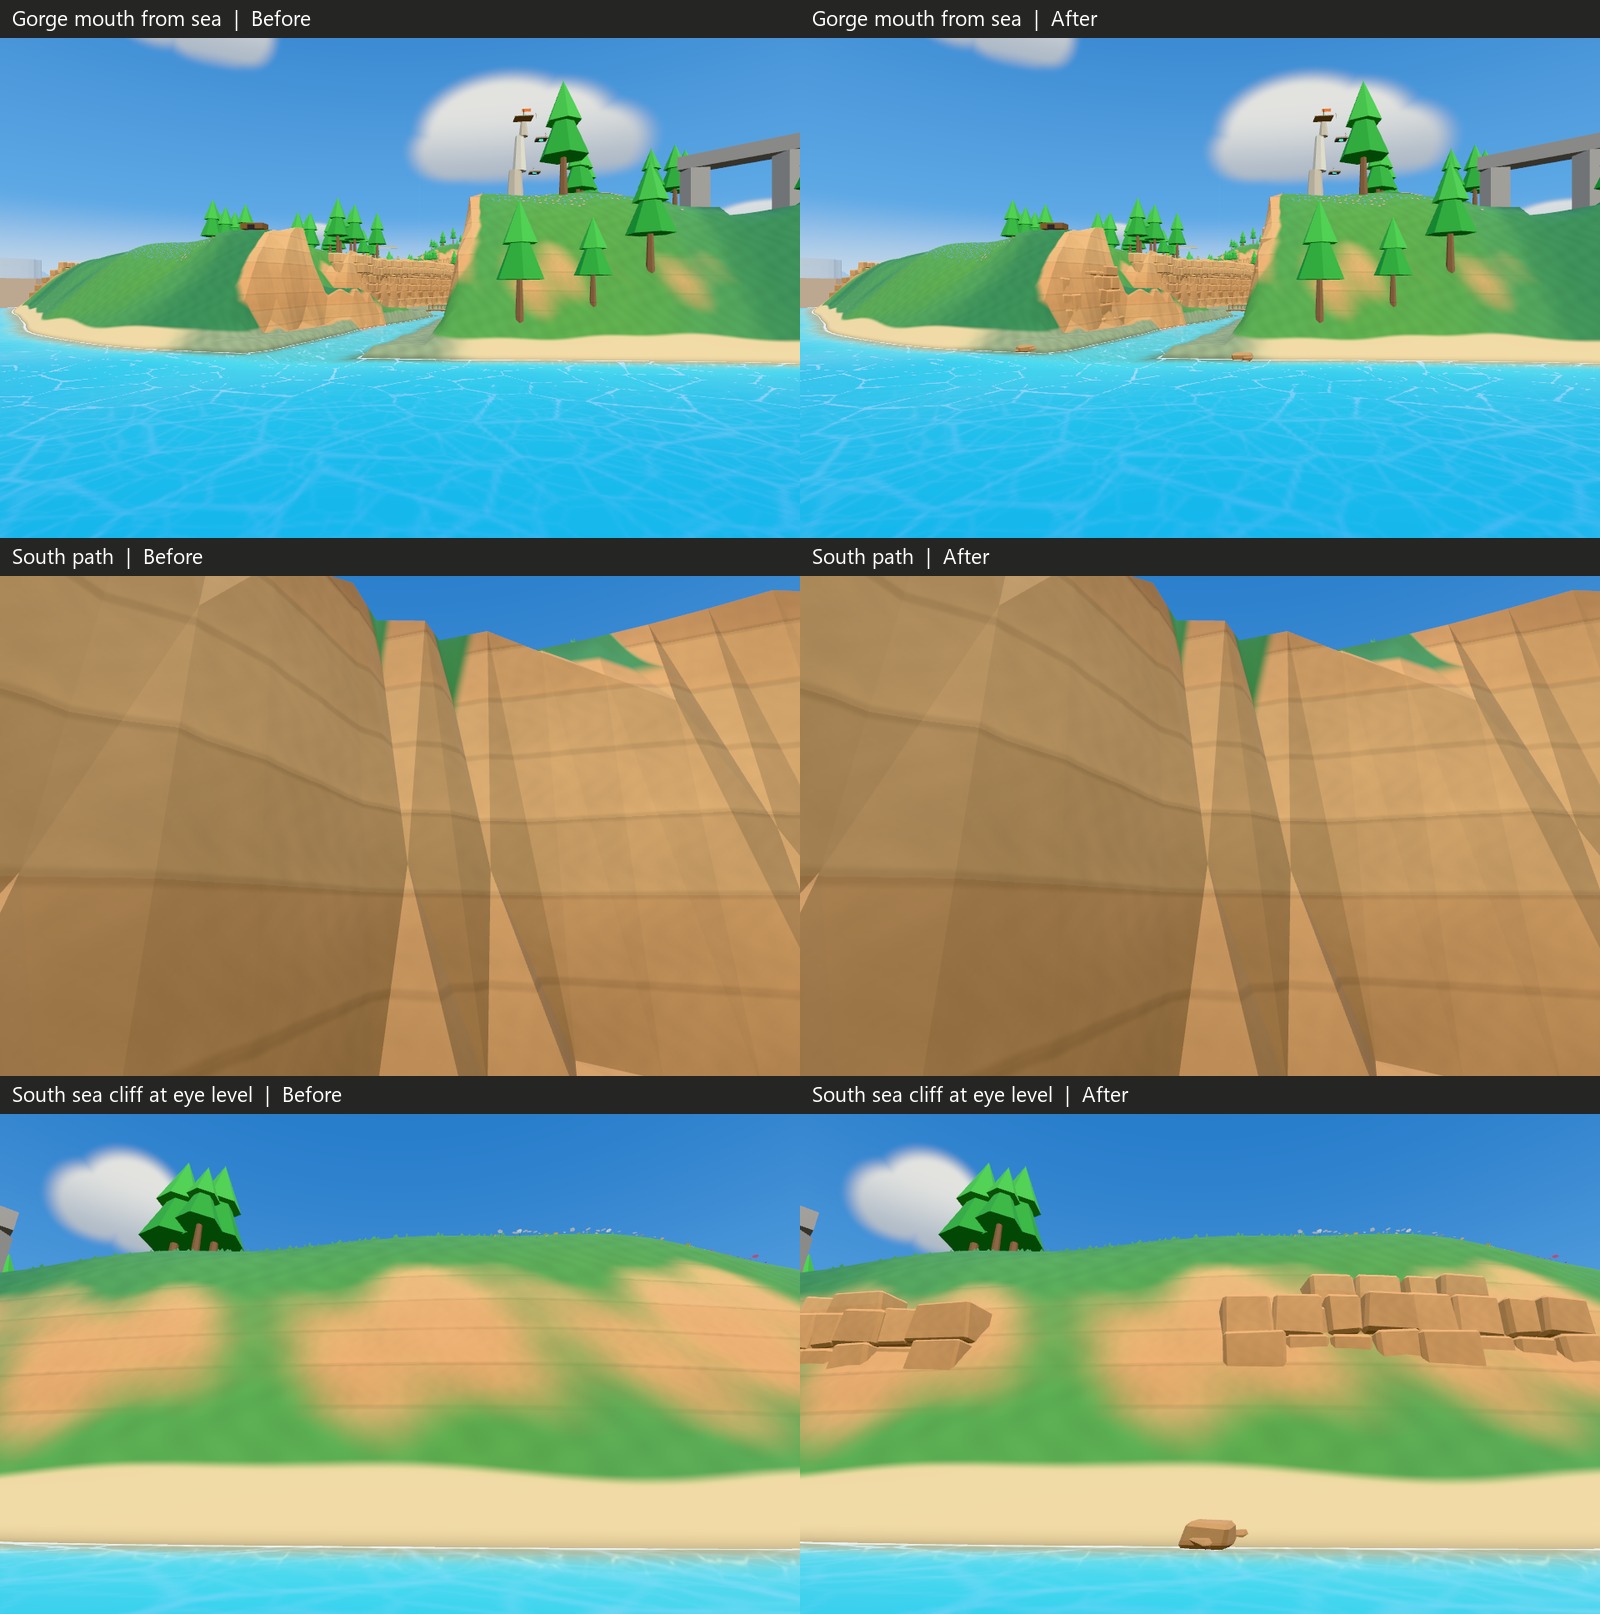 Gorge mouth from sea | Before
Gorge mouth from sea | After
South path | Before
South path | After
South sea cliff at eye level | Before
South sea cliff at eye level | After